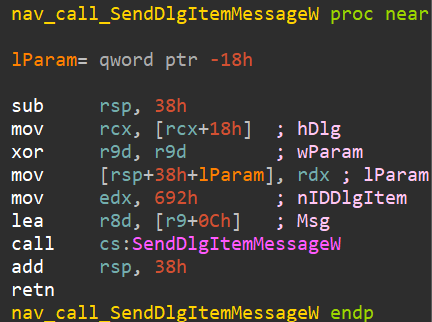 nav_call_SendDlgItemMessageW proc near
lParam= qword ptr -18h
sub rsp, 38h
mov rcx, [rcx+18h] ; hDlg
xor r9d, r9d ; wParam
mov [rsp+38h+lParam], rdx ; lParam
mov edx, 692h ; nIDDlgItem
lea r8d, [r9+0Ch] ; Msg
call cs:SendDlgItemMessageW
add rsp, 38h
retn
nav_call_SendDlgItemMessageW endp